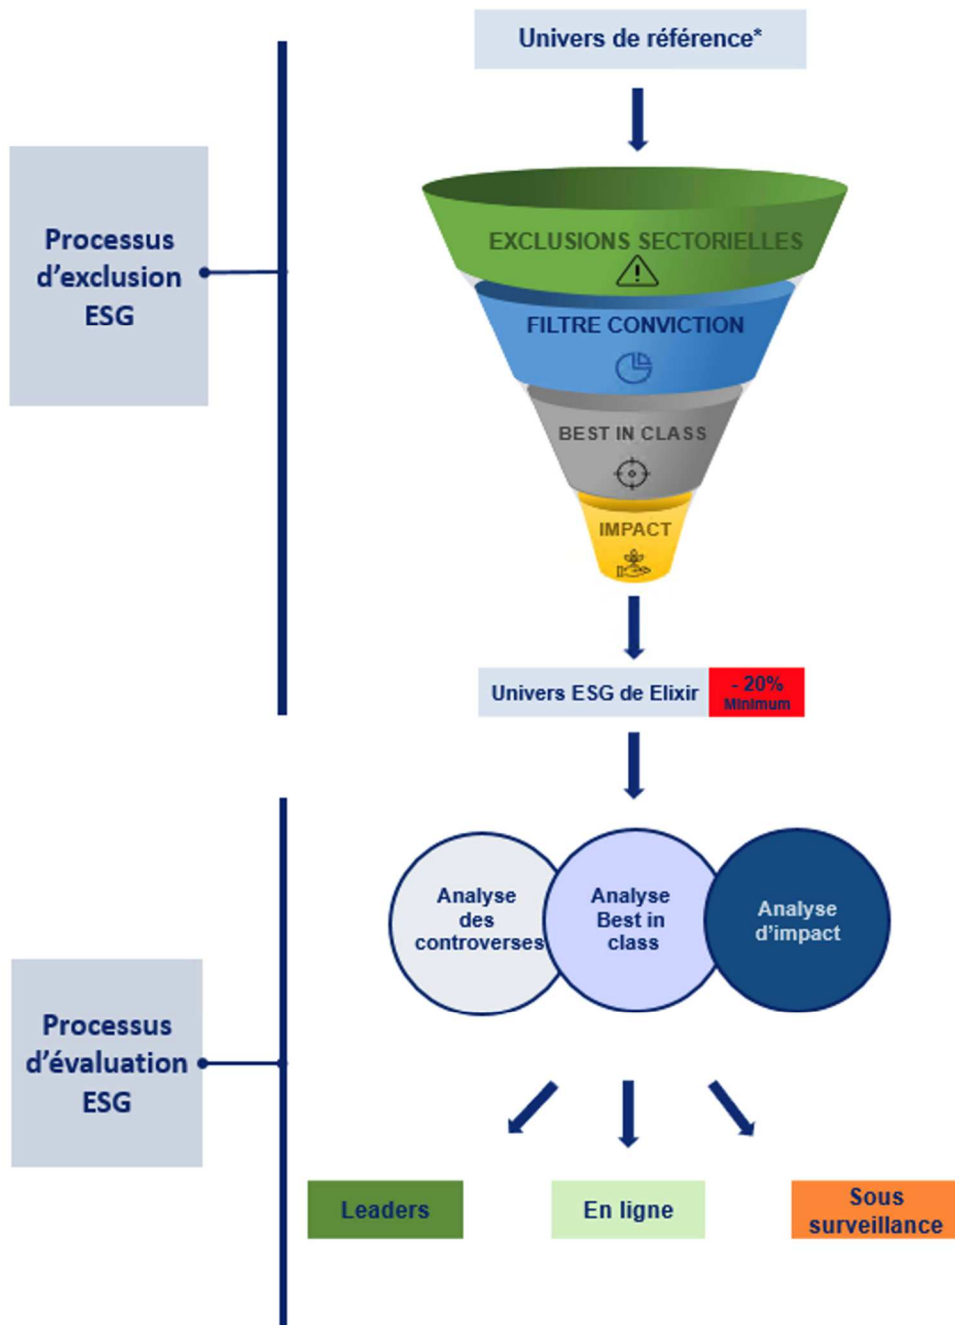 Univers de référence*
Processus
d’exclusion
ESG
EXCLUSIONS SECTORIELLES
FILTRE CONVICTION
BEST IN CLASS
IMPACT
Univers ESG de Elixir
- 20%
Minimum
Processus
d’évaluation
ESG
Analyse
des
controverses
Analyse
Best in
class
Analyse
d’impact
Leaders
En ligne
Sous
surveillance